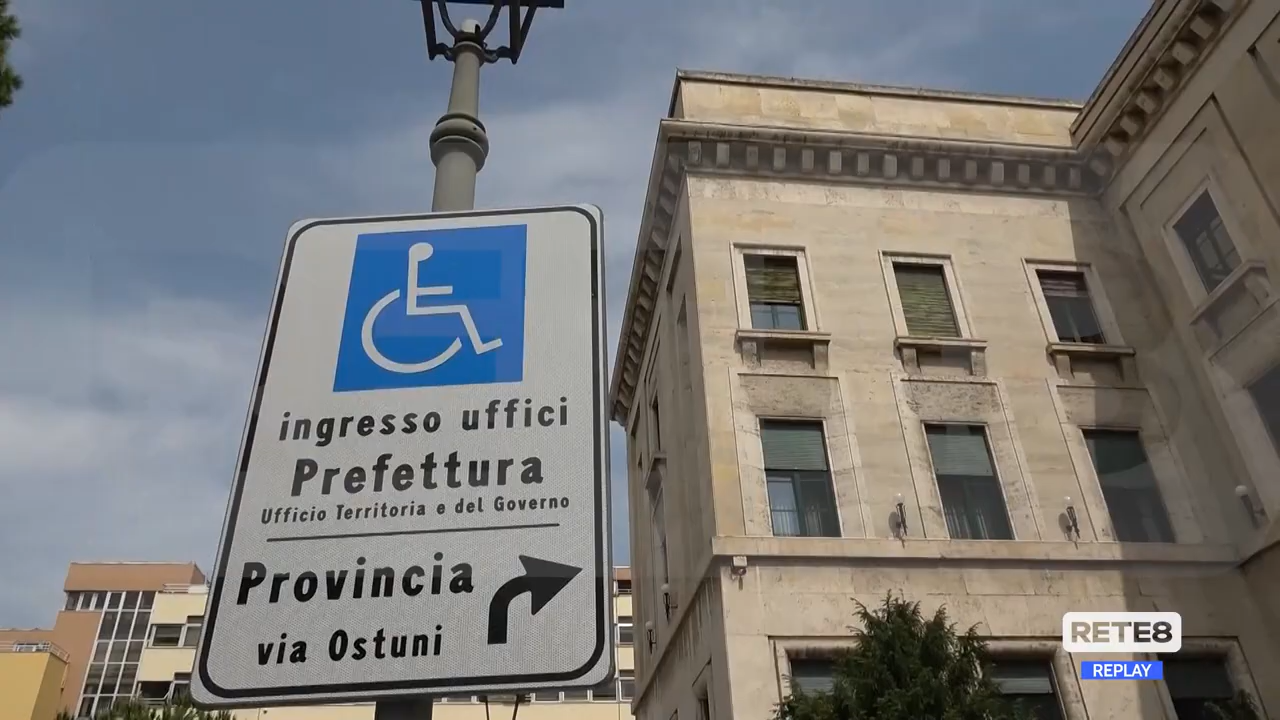 ingresso uffici
Prefettura
Ufficio Territoria e del Governo
Provincia
via Ostuni
RETE8
REPLAY